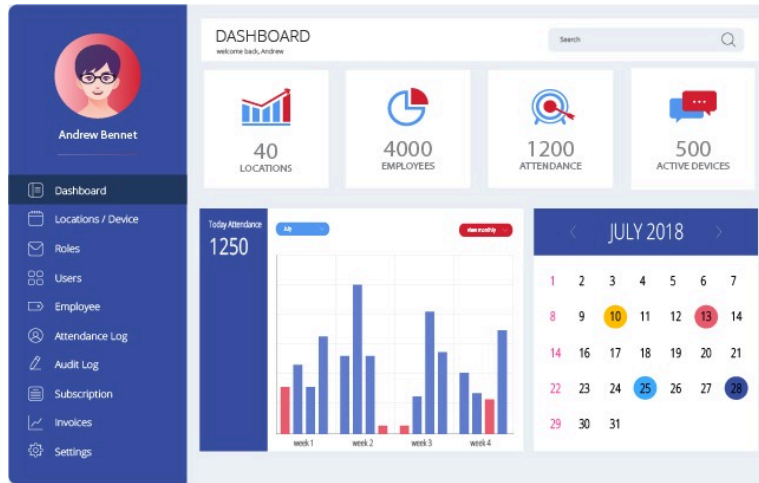 DASHBOARD
welcome back, Andrew
Search
Andrew Bennet
40
LOCATIONS
4000
EMPLOYEES
1200
ATTENDANCE
500
ACTIVE DEVICES
Dashboard
Locations / Device
Roles
Users
Employee
Attendance Log
Audit Log
Subscription
Invoices
Settings
Today Attendance
1250
July
view monthly
week 1 week 2 week 3 week 4
< JULY 2018 >
1 2 3 4 5 6 7
8 9 10 11 12 13 14
14 16 17 18 19 20 21
22 23 24 25 26 27 28
29 30 31